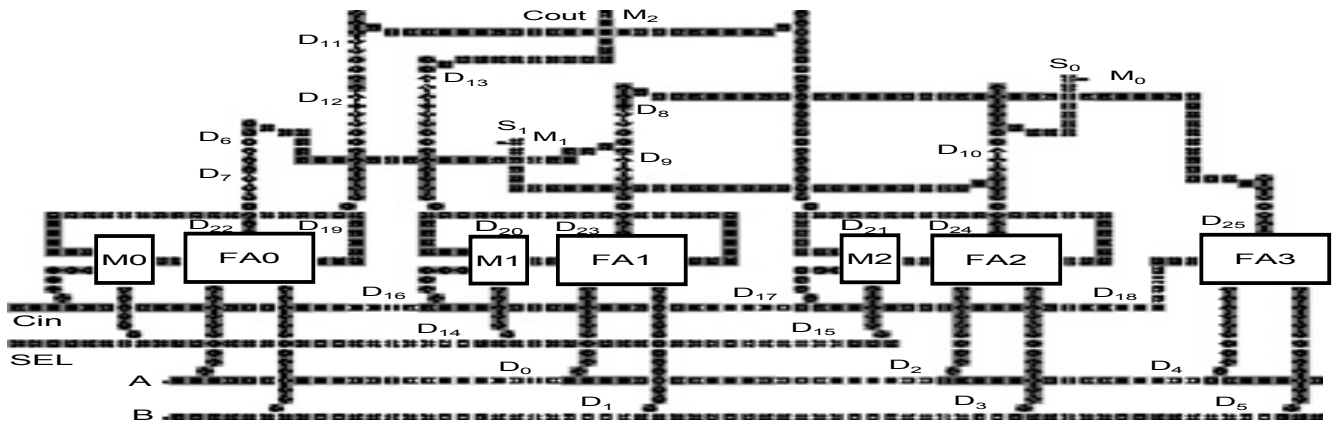 Cout M₂
D₁₁
S₀
D₁₃ M₀
D₁₂ D₈
S₁
D₆ M₁ D₉ D₁₀
D₇
D₂₂ D₁₉ D₂₀ D₂₃ D₂₁ D₂₄ D₂₅
M0 FA0 M1 FA1 M2 FA2 FA3
D₁₆ D₁₇ D₁₈
Cin
D₁₄ D₁₅
SEL
D₀ D₂ D₄
A
D₁ D₃ D₅
B